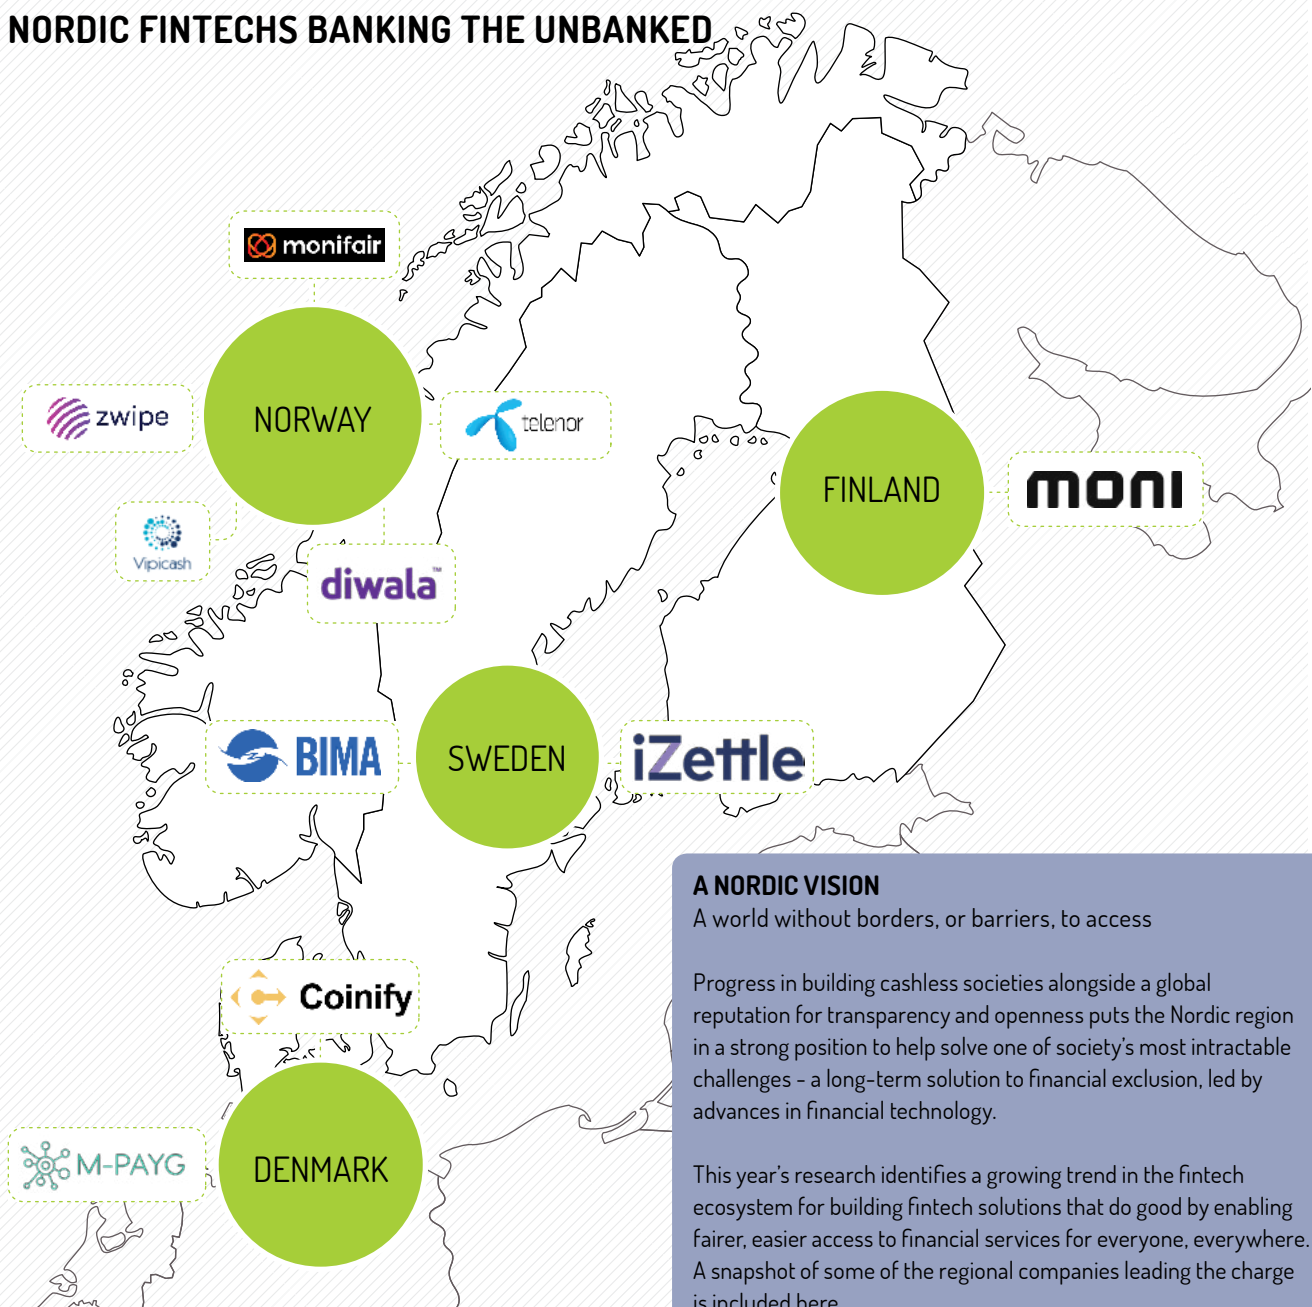 NORDIC FINTECHS BANKING THE UNBANKED
monifair
zwipe
NORWAY
telenor
FINLAND
moni
Vipicash
diwala™
BIMA
SWEDEN
iZettle
A NORDIC VISION
A world without borders, or barriers, to access
Progress in building cashless societies alongside a global
reputation for transparency and openness puts the Nordic region
in a strong position to help solve one of society's most intractable
challenges - a long-term solution to financial exclusion, led by
advances in financial technology.
This year's research identifies a growing trend in the fintech
ecosystem for building fintech solutions that do good by enabling
fairer, easier access to financial services for everyone, everywhere.
A snapshot of some of the regional companies leading the charge
is included here
Coinify
M-PAYG
DENMARK